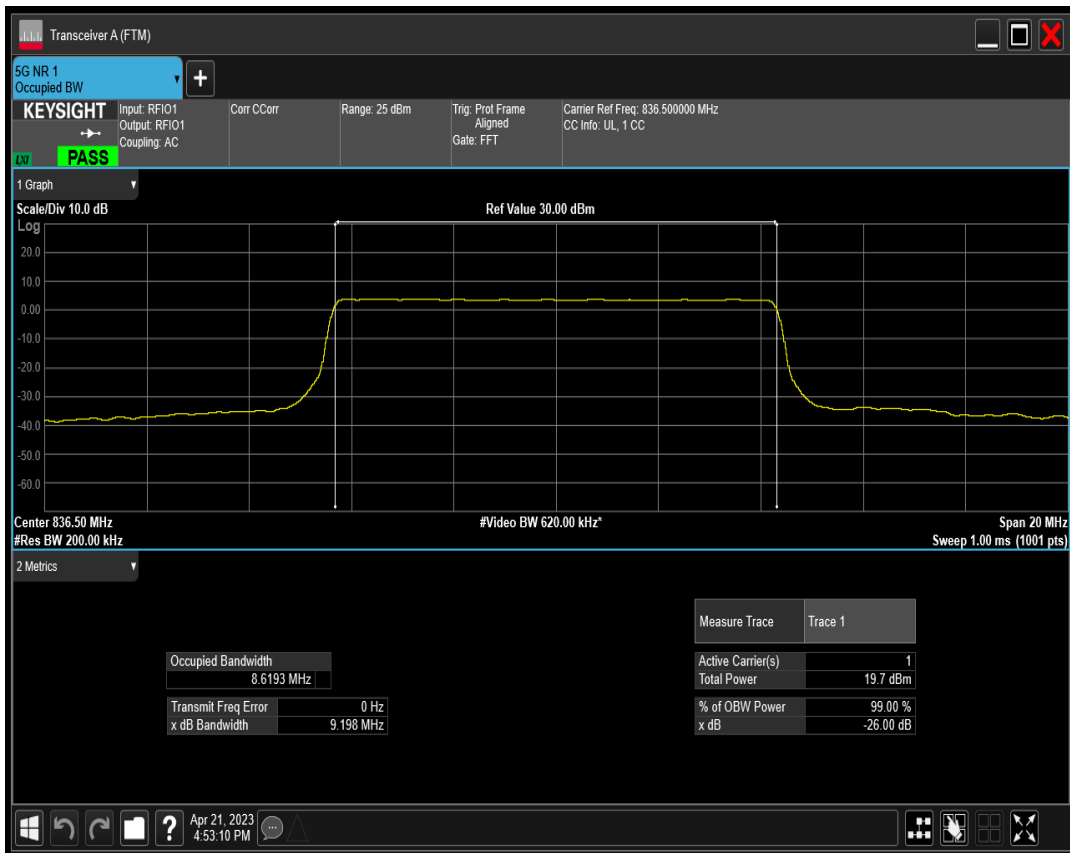 Transceiver A (FTM)
5G NR 1
Occupied BW
+
KEYSIGHT
LXI
PASS
Input: RFIO1
Output: RFIO1
Coupling: AC
Corr CCorr
Range: 25 dBm
Trig: Prot Frame
Aligned
Gate: FFT
Carrier Ref Freq: 836.500000 MHz
CC Info: UL, 1 CC
1 Graph
Scale/Div 10.0 dB
Ref Value 30.00 dBm
Log
20.0
10.0
0.00
-10.0
-20.0
-30.0
-40.0
-50.0
-60.0
Center 836.50 MHz
#Video BW 620.00 kHz*
Span 20 MHz
#Res BW 200.00 kHz
Sweep 1.00 ms (1001 pts)
2 Metrics
Measure Trace Trace 1
Occupied Bandwidth
8.6193 MHz
Active Carrier(s) 1
Total Power 19.7 dBm
Transmit Freq Error 0 Hz
x dB Bandwidth 9.198 MHz
% of OBW Power 99.00 %
x dB -26.00 dB
?
Apr 21, 2023
4:53:10 PM